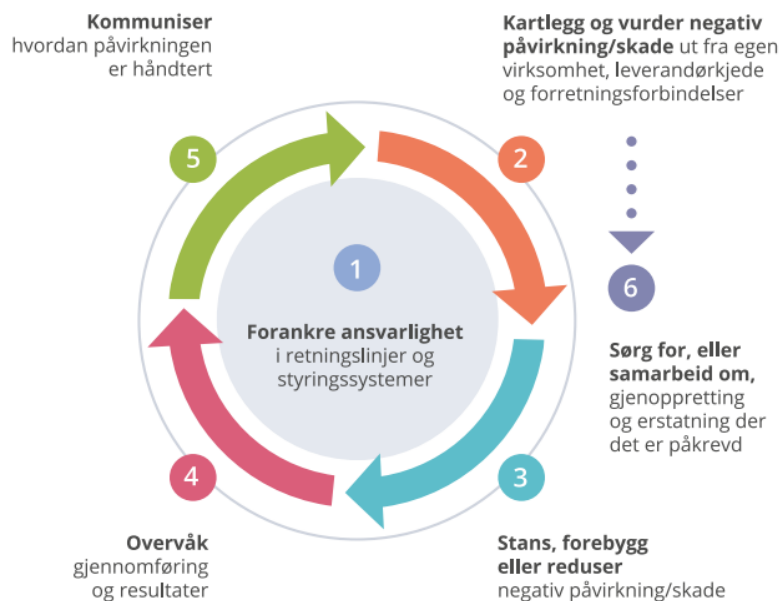 Kommuniser
hvordan påvirkningen
er håndtert
5
Kartlegg og vurder negativ
påvirkning/skade ut fra egen
virksomhet, leverandørkjede
og forretningsforbindelser
2
1
Forankre ansvarlighet
i retningslinjer og
styringssystemer
6
Sørg for, eller
samarbeid om,
gjenoppretting
og erstatning der
det er påkrevd
4
Overvåk
gjennomføring
og resultater
3
Stans, forebygg
eller reduser
negativ påvirkning/skade